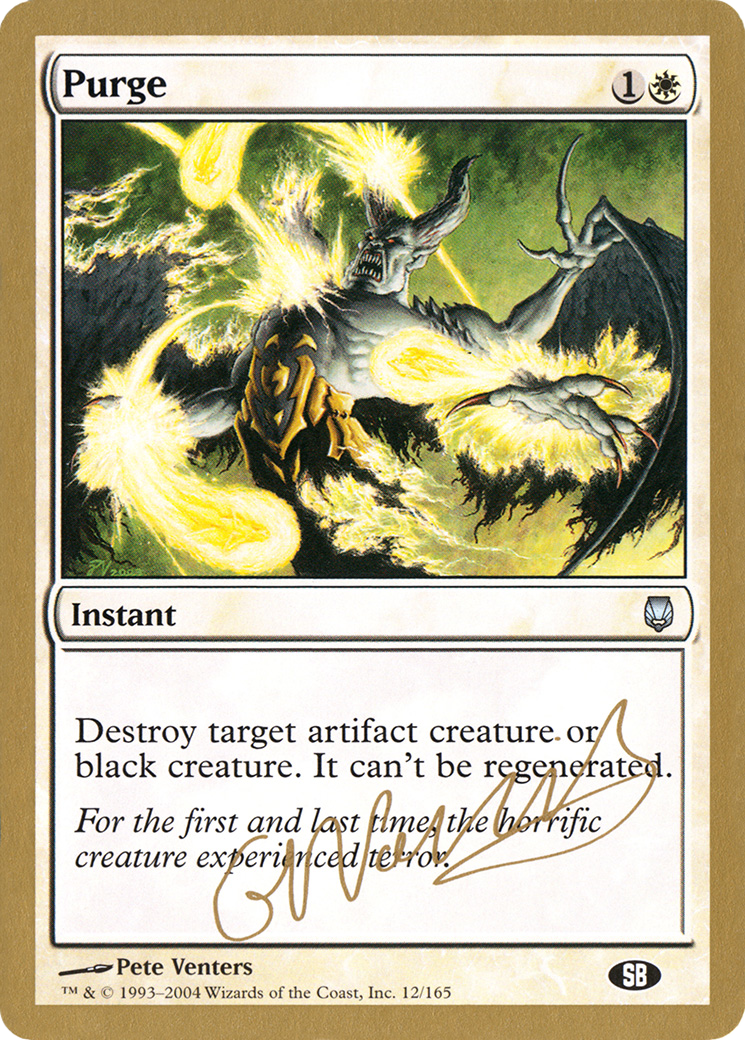 Purge
1
Instant
Destroy target artifact creature or
black creature. It can't be regenerated.
For the first and last time, the horrific
creature experienced terror.
Pete Venters
SB
™ & © 1993–2004 Wizards of the Coast, Inc. 12/165